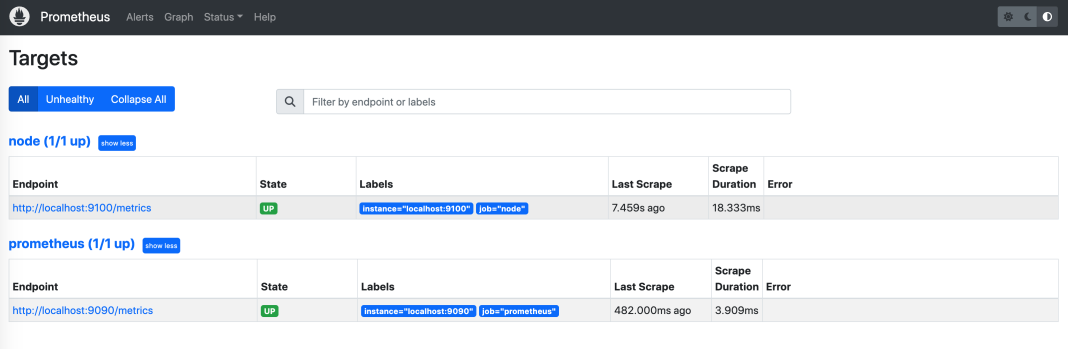 Prometheus Alerts Graph Status Help
Targets
All Unhealthy Collapse All
Filter by endpoint or labels
node (1/1 up) show less
Endpoint State Labels Last Scrape Scrape Duration Error
http://localhost:9100/metrics UP instance="localhost:9100" job="node" 7.459s ago 18.333ms
prometheus (1/1 up) show less
Endpoint State Labels Last Scrape Scrape Duration Error
http://localhost:9090/metrics UP instance="localhost:9090" job="prometheus" 482.000ms ago 3.909ms